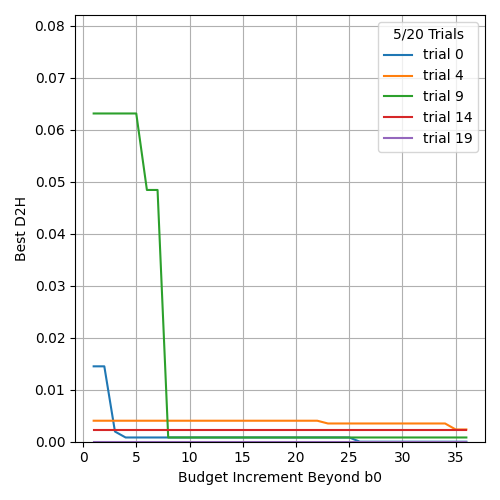 5/20 Trials
trial 0
trial 4
trial 9
trial 14
trial 19
0.08
0.07
0.06
0.05
0.04
0.03
0.02
0.01
0.00
Best D2H
0 5 10 15 20 25 30 35
Budget Increment Beyond b0